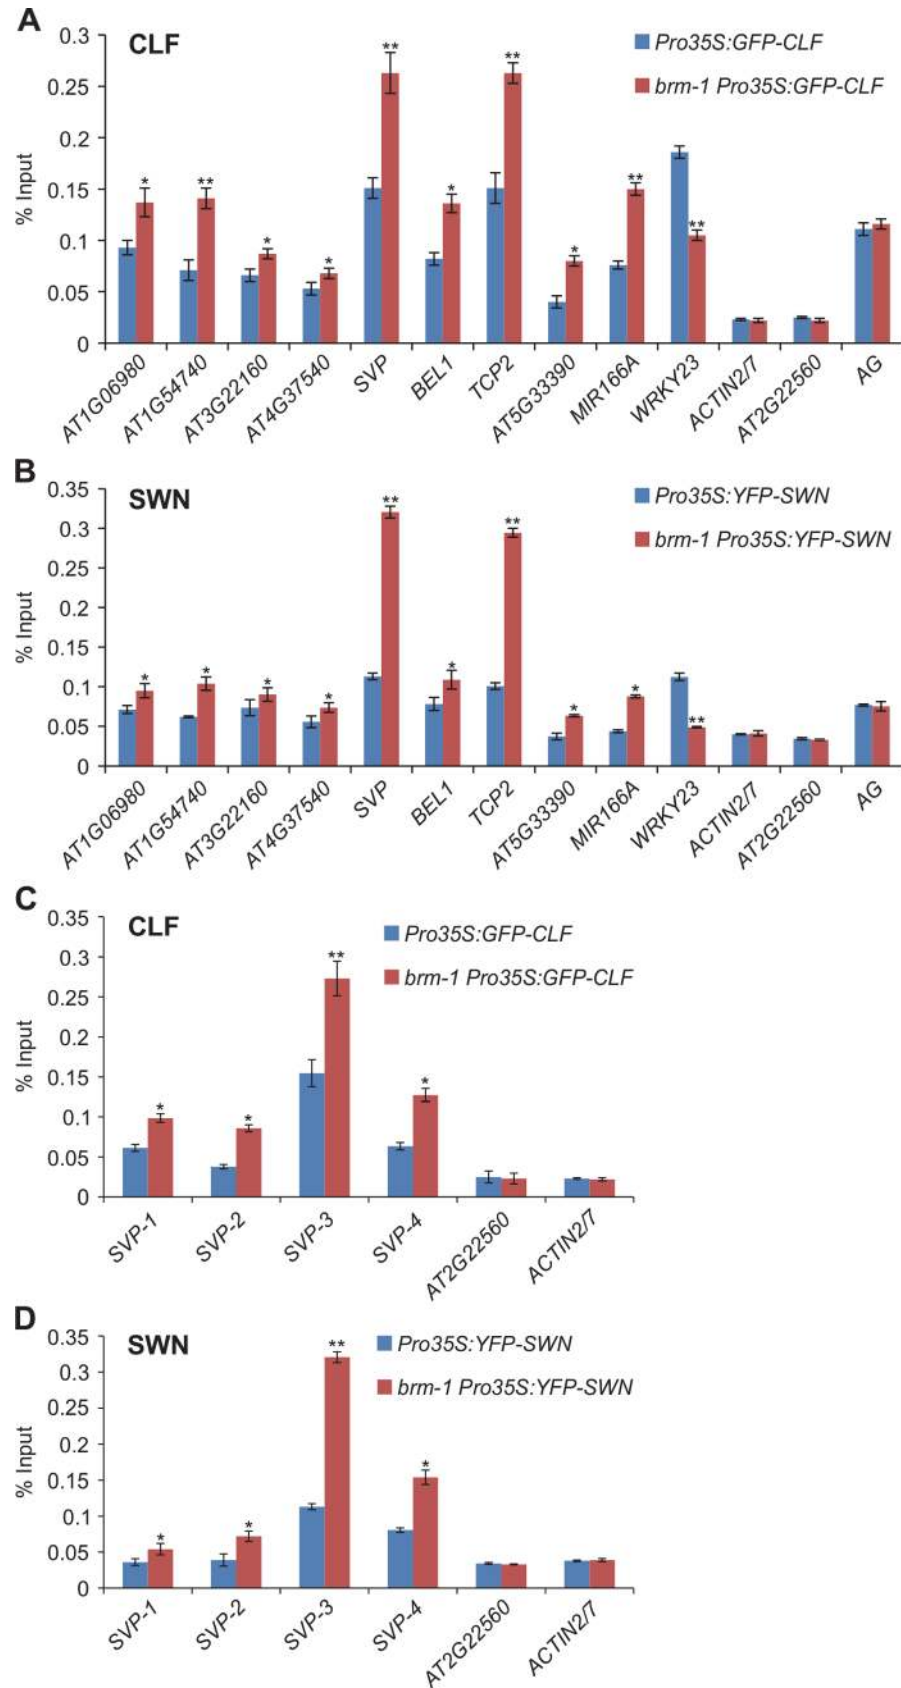 A
CLF
Pro35S:GFP-CLF
brm-1 Pro35S:GFP-CLF
% Input
0.3
0.25
0.2
0.15
0.1
0.05
0
* ** * * ** * ** * ** **
AT1G06980 AT1G54740 AT3G22160 AT4G37540 SVP BEL1 TCP2 AT5G33390 MIR166A WRKY23 ACTIN2/7 AT2G22560 AG
B
SWN
Pro35S:YFP-SWN
brm-1 Pro35S:YFP-SWN
% Input
0.35
0.3
0.25
0.2
0.15
0.1
0.05
0
* * * * ** * ** * * **
AT1G06980 AT1G54740 AT3G22160 AT4G37540 SVP BEL1 TCP2 AT5G33390 MIR166A WRKY23 ACTIN2/7 AT2G22560 AG
C
CLF
Pro35S:GFP-CLF
brm-1 Pro35S:GFP-CLF
% Input
0.35
0.3
0.25
0.2
0.15
0.1
0.05
0
* * ** *
SVP-1 SVP-2 SVP-3 SVP-4 AT2G22560 ACTIN2/7
D
SWN
Pro35S:YFP-SWN
brm-1 Pro35S:YFP-SWN
% Input
0.35
0.3
0.25
0.2
0.15
0.1
0.05
0
* * ** *
SVP-1 SVP-2 SVP-3 SVP-4 AT2G22560 ACTIN2/7